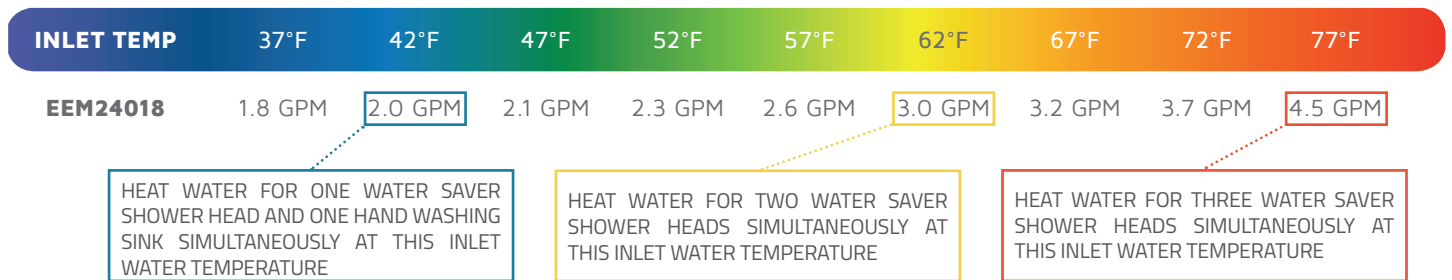 INLET TEMP 37°F 42°F 47°F 52°F 57°F 62°F 67°F 72°F 77°F
EEM24018 1.8 GPM 2.0 GPM 2.1 GPM 2.3 GPM 2.6 GPM 3.0 GPM 3.2 GPM 3.7 GPM 4.5 GPM
HEAT WATER FOR ONE WATER SAVER
SHOWER HEAD AND ONE HAND WASHING
SINK SIMULTANEOUSLY AT THIS INLET
WATER TEMPERATURE
HEAT WATER FOR TWO WATER SAVER
SHOWER HEADS SIMULTANEOUSLY AT
THIS INLET WATER TEMPERATURE
HEAT WATER FOR THREE WATER SAVER
SHOWER HEADS SIMULTANEOUSLY AT
THIS INLET WATER TEMPERATURE